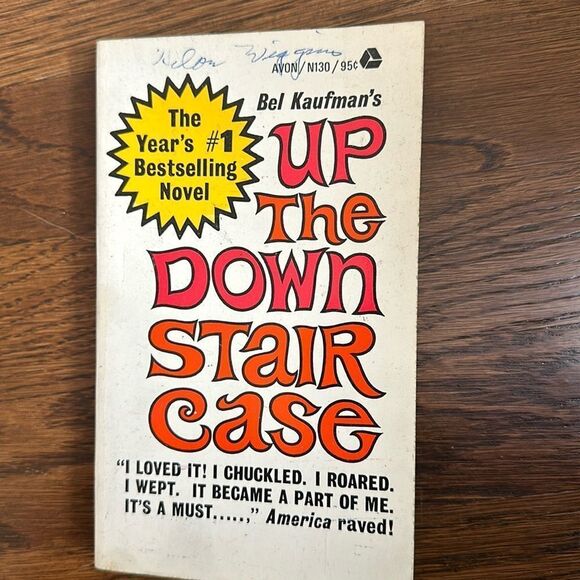 Wiggins
AVON/N130/95¢
The
Year's #1
Bestselling
Novel
Bel Kaufman's
UP
THe
DOWN
STAIR
Case
"I LOVED IT! I CHUCKLED. I ROARED.
I WEPT. IT BECAME A PART OF ME.
IT'S A MUST.....," America raved!